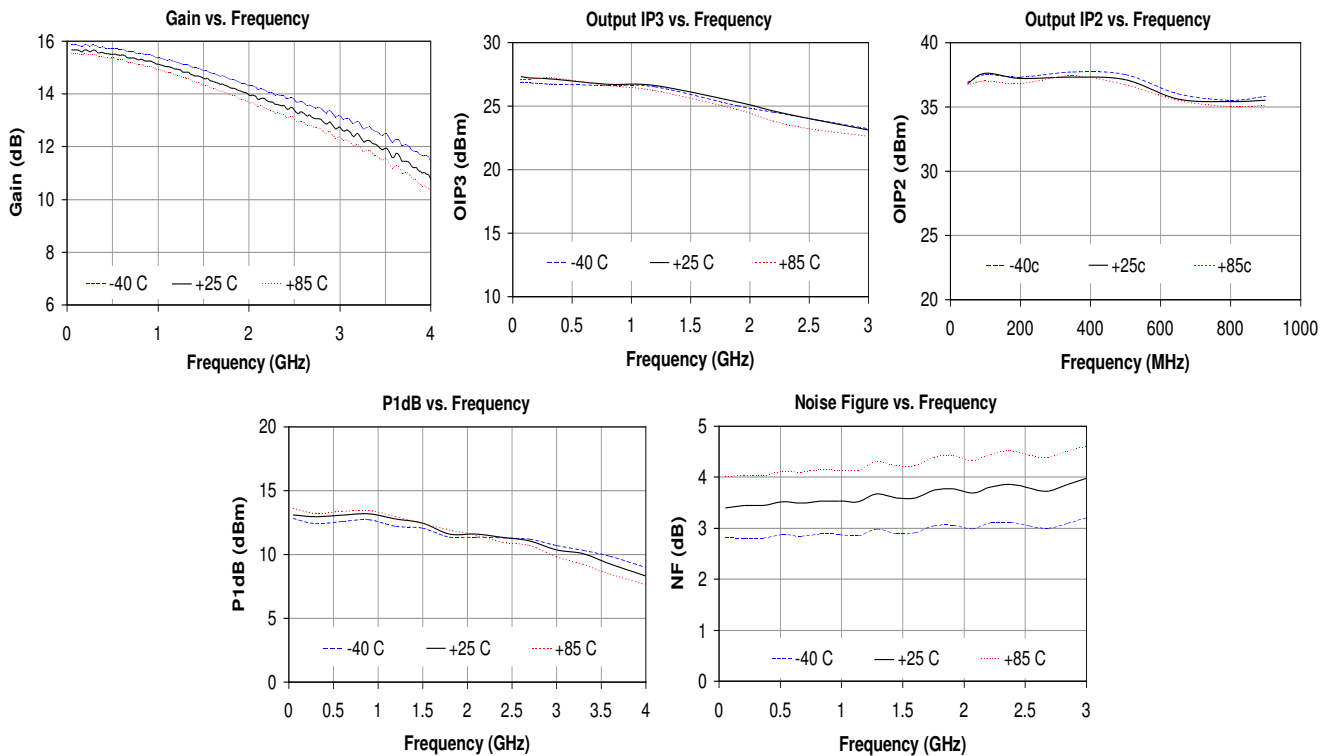 Gain vs. Frequency
16
14
12
10
8
6
Gain (dB)
-40 C
+25 C
+85 C
0
1
2
3
4
Frequency (GHz)
Output IP3 vs. Frequency
30
25
20
15
10
OIP3 (dBm)
-40 C
+25 C
+85 C
0
0.5
1
1.5
2
2.5
3
Frequency (GHz)
Output IP2 vs. Frequency
40
35
30
25
20
OIP2 (dBm)
-40c
+25c
+85c
0
200
400
600
800
1000
Frequency (MHz)
P1dB vs. Frequency
20
15
10
5
0
P1dB (dBm)
-40 C
+25 C
+85 C
0
0.5
1
1.5
2
2.5
3
3.5
4
Frequency (GHz)
Noise Figure vs. Frequency
5
4
3
2
1
0
NF (dB)
-40 C
+25 C
+85 C
0
0.5
1
1.5
2
2.5
3
Frequency (GHz)